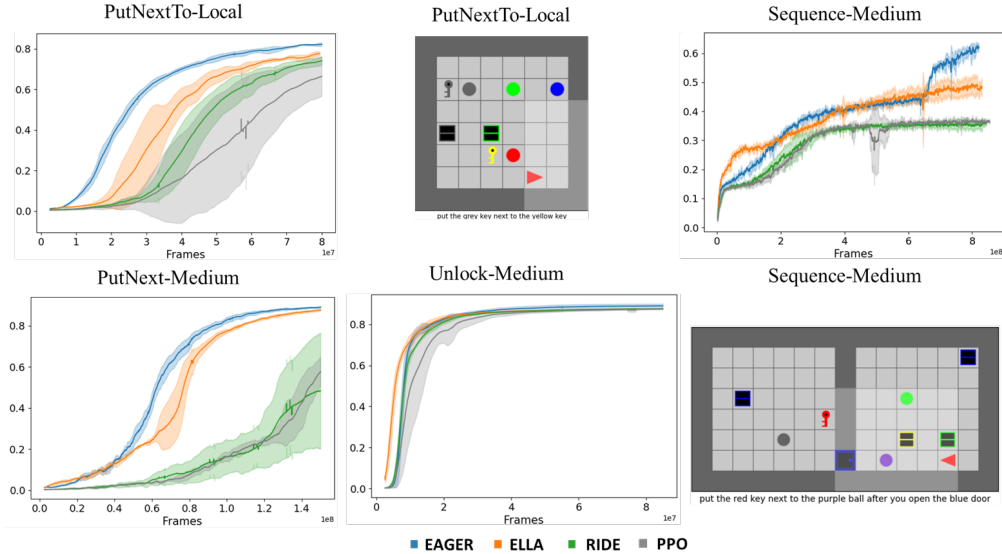 PutNextTo-Local
0.8
0.6
0.4
0.2
0.0
0 1 2 3 4 5 6 7 8
Frames
1e7
PutNextTo-Local
put the grey key next to the yellow key
Sequence-Medium
0.6
0.5
0.4
0.3
0.2
0.1
0.0
0 2 4 6 8
Frames
1e8
PutNext-Medium
0.8
0.6
0.4
0.2
0.0
0.0 0.2 0.4 0.6 0.8 1.0 1.2 1.4
Frames
1e8
Unlock-Medium
0.8
0.6
0.4
0.2
0.0
0 2 4 6 8
Frames
1e7
Sequence-Medium
put the red key next to the purple ball after you open the blue door
EAGER ELLA RIDE PPO